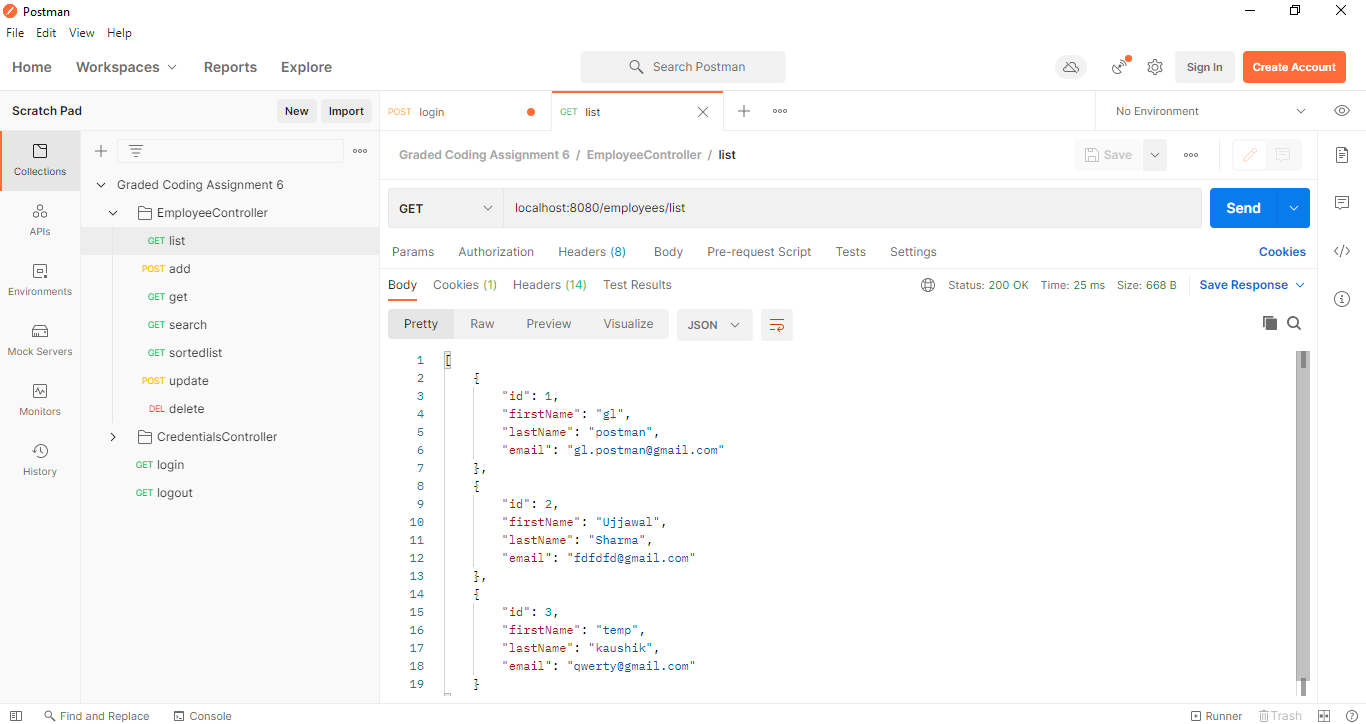 Postman
File Edit View Help
Home Workspaces Reports Explore Search Postman Sign In Create Account
Scratch Pad New Import
POST login GET list No Environment
Collections
APIs
Environments
Mock Servers
Monitors
History
Graded Coding Assignment 6
EmployeeController
GET list
POST add
GET get
GET search
GET sortedlist
POST update
DEL delete
CredentialsController
GET login
GET logout
Graded Coding Assignment 6 / EmployeeController / list Save
GET localhost:8080/employees/list Send
Params Authorization Headers (8) Body Pre-request Script Tests Settings Cookies
Body Cookies (1) Headers (14) Test Results Status: 200 OK Time: 25 ms Size: 668 B Save Response
Pretty Raw Preview Visualize JSON
1 [
2 {
3 "id": 1,
4 "firstName": "gl",
5 "lastName": "postman",
6 "email": "gl.postman@gmail.com"
7 },
8 {
9 "id": 2,
10 "firstName": "Ujjawal",
11 "lastName": "Sharma",
12 "email": "fdfdfd@gmail.com"
13 },
14 {
15 "id": 3,
16 "firstName": "temp",
17 "lastName": "kaushik",
18 "email": "qwerty@gmail.com"
19 }
Find and Replace Console Runner Trash